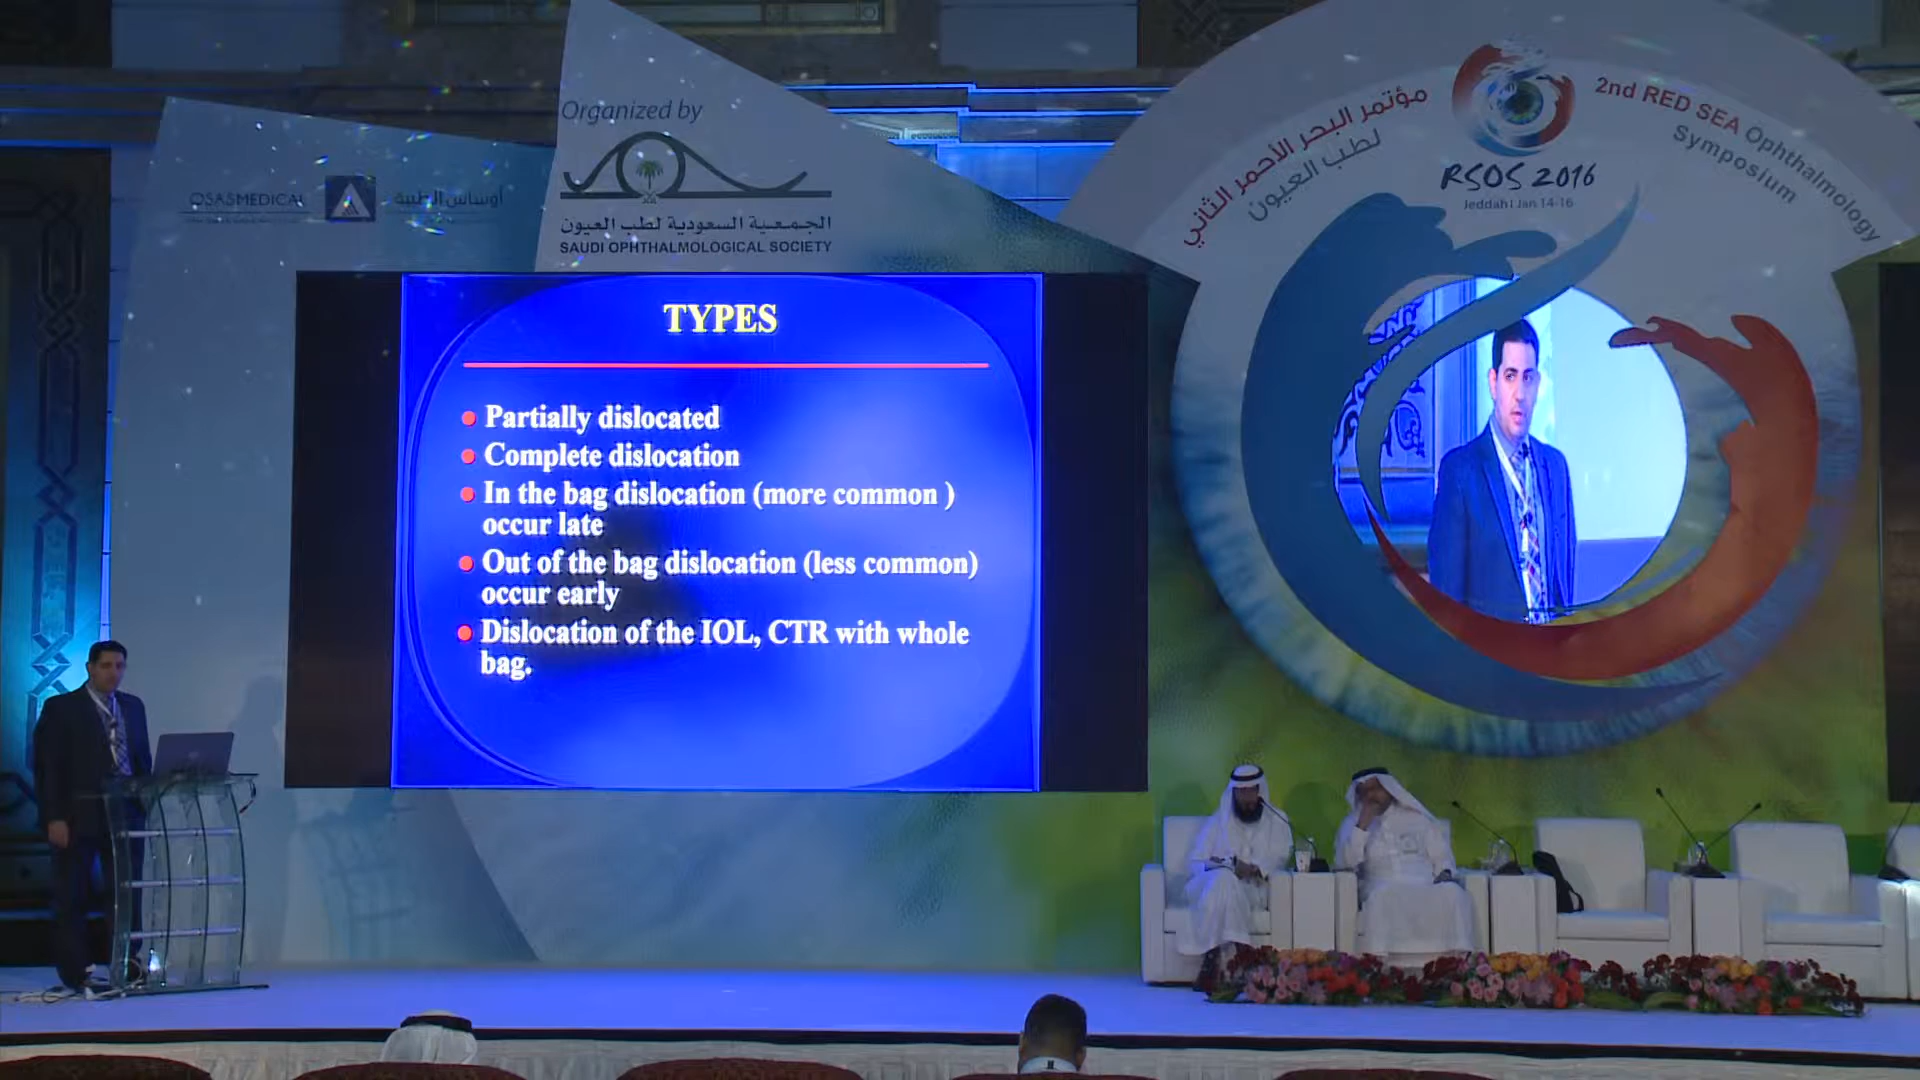 Organized by
OSASMEDICAL
أوساس الطبية
الجمعية السعودية لطب العيون
SAUDI OPHTHALMOLOGICAL SOCIETY
مؤتمر البحر الأحمر الثاني
لطب العيون
2nd RED SEA Ophthalmology
Symposium
RSOS 2016
Jeddah | Jan 14-16
TYPES
Partially dislocated
Complete dislocation
In the bag dislocation (more common )
occur late
Out of the bag dislocation (less common)
occur early
Dislocation of the IOL, CTR with whole
bag.